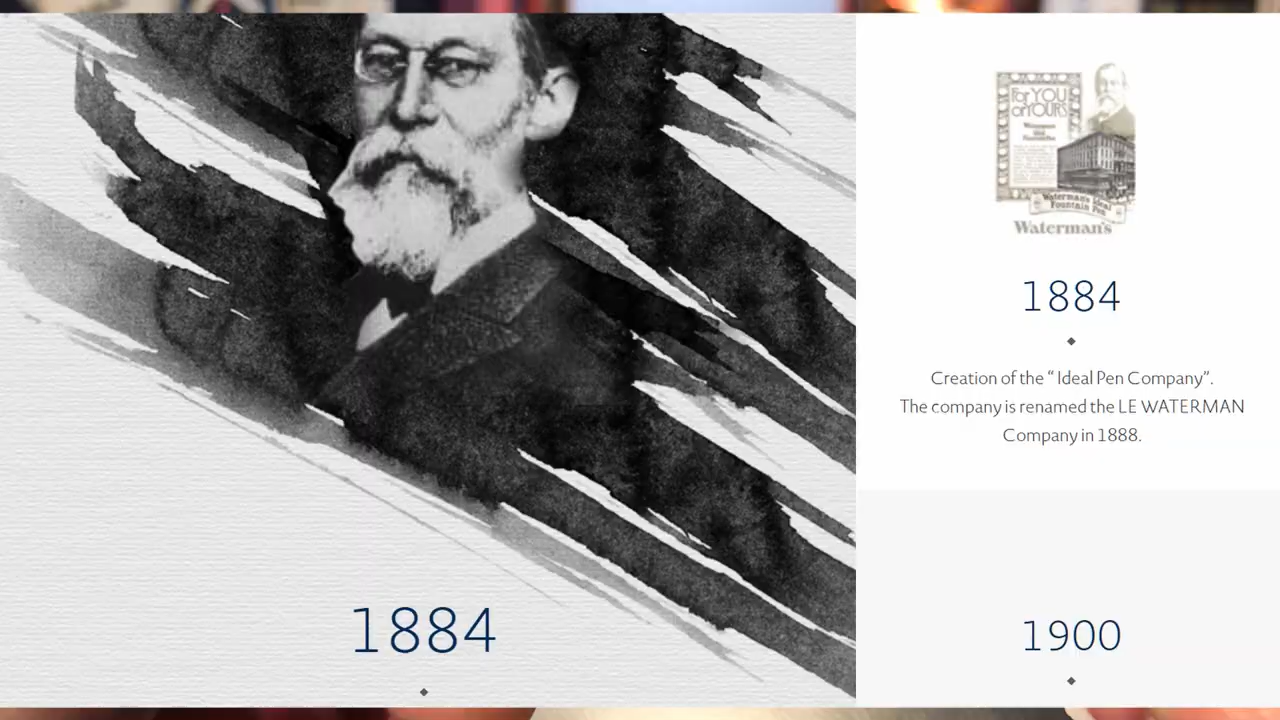 1884
For YOU
or YOURS
Waterman's Ideal
Fountain Pen
Waterman's
1884
Creation of the “ Ideal Pen Company”.
The company is renamed the LE WATERMAN
Company in 1888.
1900